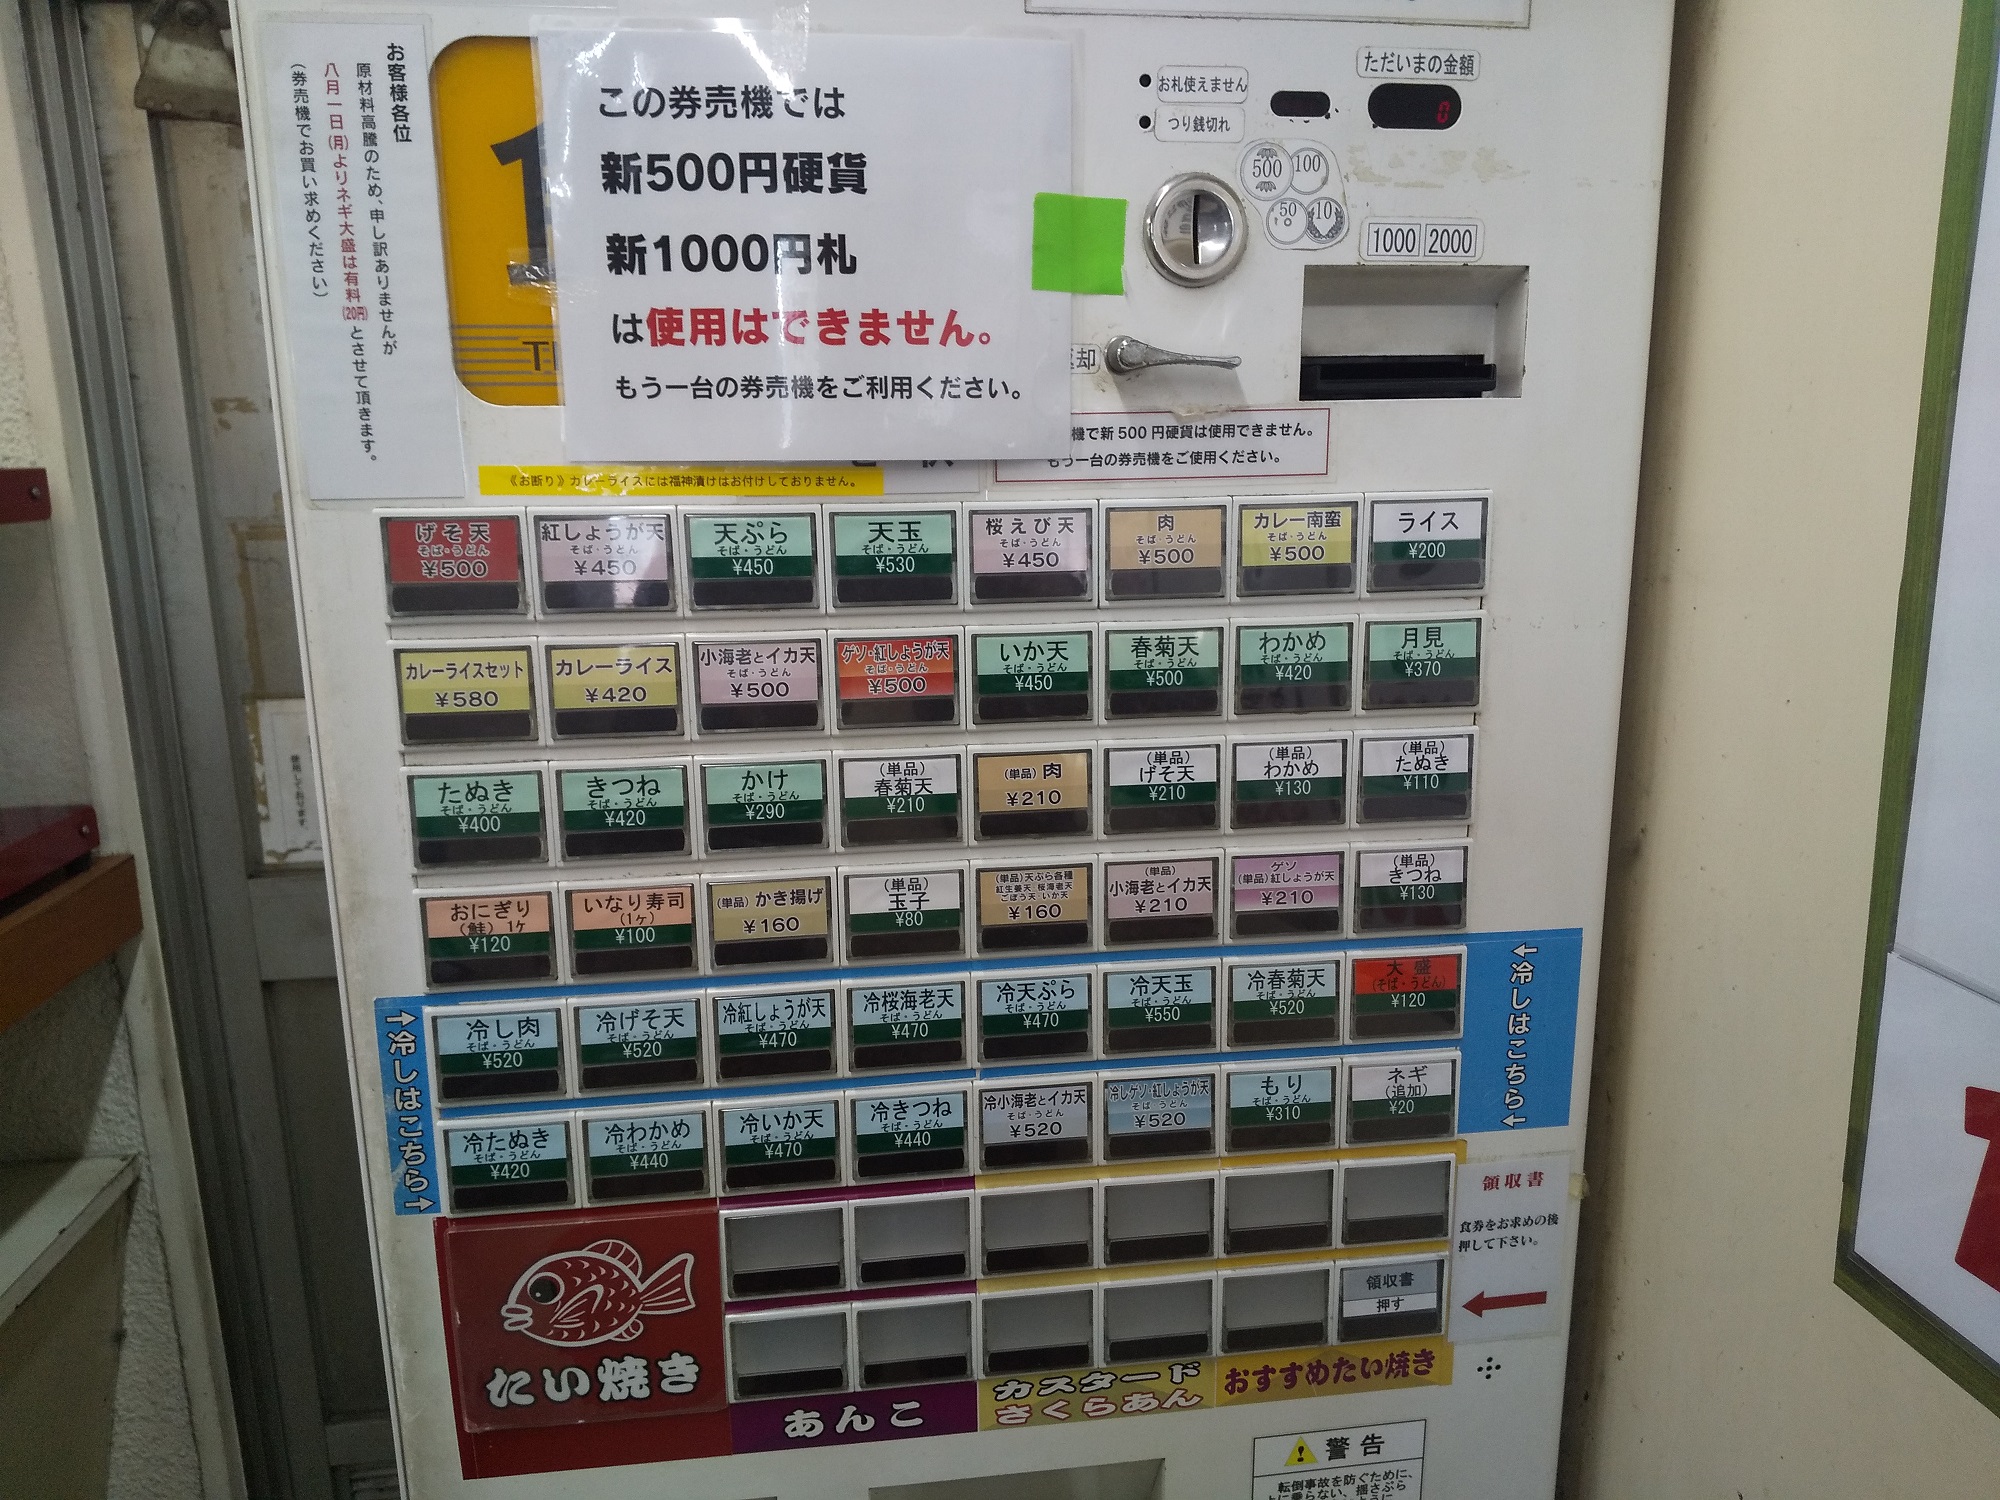 お客様各位
原材料高騰のため、申し訳ありませんが
八月一日(月)よりネギ大盛は有料(20円)とさせて頂きます。
(券売機でお買い求めください)
この券売機では
新500円硬貨
新1000円札
は使用はできません。
もう一台の券売機をご利用ください。
お札使えません
つり銭切れ
ただいまの金額
0
500
100
50
10
1000 2000
却
機で新500円硬貨は使用できません。
もう一台の券売機をご使用ください。
《お断り》カレーライスには福神漬けはお付けしておりません。
げそ天 そば・うどん ¥500
紅しょうが天 そば・うどん ¥450
天ぷら そば・うどん ¥450
天玉 そば・うどん ¥530
桜えび天 そば・うどん ¥450
肉 そば・うどん ¥500
カレー南蛮 そば・うどん ¥500
ライス ¥200
カレーライスセット ¥580
カレーライス ¥420
小海老とイカ天 そば・うどん ¥500
ゲソ・紅しょうが天 そば・うどん ¥500
いか天 そば・うどん ¥450
春菊天 そば・うどん ¥500
わかめ そば・うどん ¥420
月見 そば・うどん ¥370
たぬき そば・うどん ¥400
きつね そば・うどん ¥420
かけ そば・うどん ¥290
(単品) 春菊天 ¥210
(単品) 肉 ¥210
(単品) げそ天 ¥210
(単品) わかめ ¥130
(単品) たぬき ¥110
おにぎり (鮭) 1ケ ¥120
いなり寿司 (1ヶ) ¥100
(単品) かき揚げ ¥160
(単品) 玉子 ¥80
(単品) 天ぷら各種 紅生姜天・桜海老天 ごぼう天・いか天 ¥160
(単品) 小海老とイカ天 ¥210
ゲソ (単品) 紅しょうが天 ¥210
(単品) きつね ¥130
冷し肉 そば・うどん ¥520
冷げそ天 そば・うどん ¥520
冷紅しょうが天 そば・うどん ¥470
冷桜海老天 そば・うどん ¥470
冷天ぷら そば・うどん ¥470
冷天玉 そば・うどん ¥550
冷春菊天 そば・うどん ¥520
大盛 (そば・うどん) ¥120
冷たぬき そば・うどん ¥420
冷わかめ そば・うどん ¥440
冷いか天 そば・うどん ¥470
冷きつね そば・うどん ¥440
冷小海老とイカ天 そば・うどん ¥520
冷しゲソ・紅しょうが天 そば・うどん ¥520
もり そば・うどん ¥310
ネギ (追加) ¥20
↑冷しはこちら↑
↑冷しはこちら↑
領収書
食券をお求めの後
押して下さい。
領収書
押す
たい焼き
あんこ
カスタード
さくらあん
おすすめたい焼き
警告
転倒事故を防ぐために、